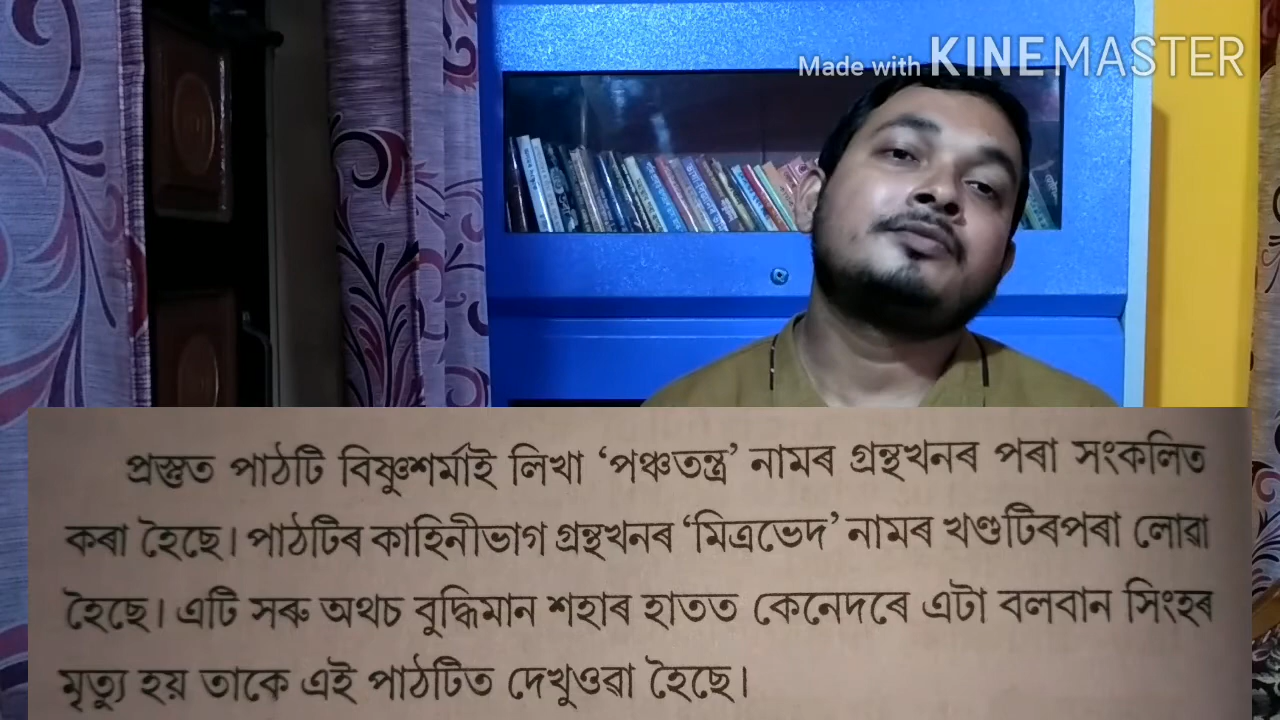 Made with KINEMASTER
প্ৰস্তুত পাঠটি বিষ্ণুশৰ্মাই লিখা ‘পঞ্চতন্ত্ৰ’ নামৰ গ্ৰন্থখনৰ পৰা সংকলিত
কৰা হৈছে। পাঠটিৰ কাহিনীভাগ গ্ৰন্থখনৰ ‘মিত্ৰভেদ’ নামৰ খণ্ডটিৰপৰা লোৱা
হৈছে। এটি সৰু অথচ বুদ্ধিমান শহাৰ হাতত কেনেদৰে এটা বলবান সিংহৰ
মৃত্যু হয় তাকে এই পাঠটিত দেখুওৱা হৈছে।